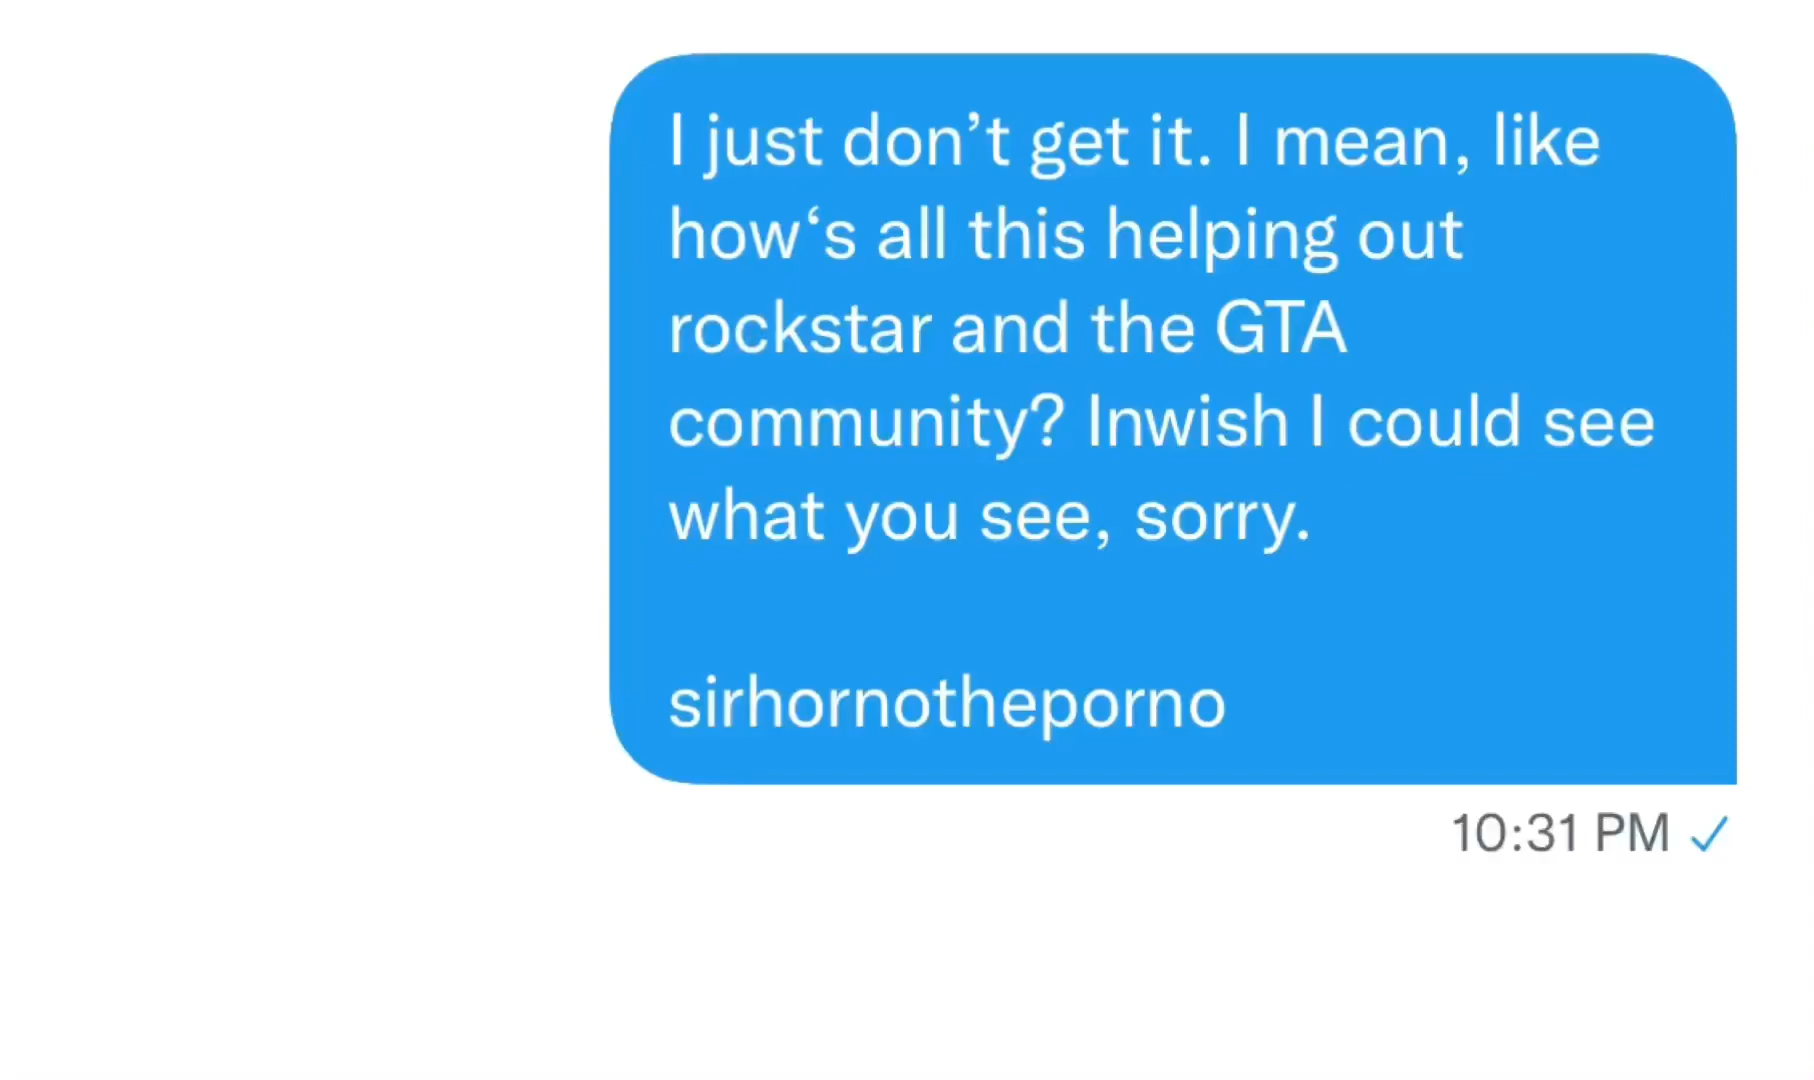 I just don’t get it. I mean, like
how‘s all this helping out
rockstar and the GTA
community? Inwish I could see
what you see, sorry.
sirhornotheporno
10:31 PM ✓